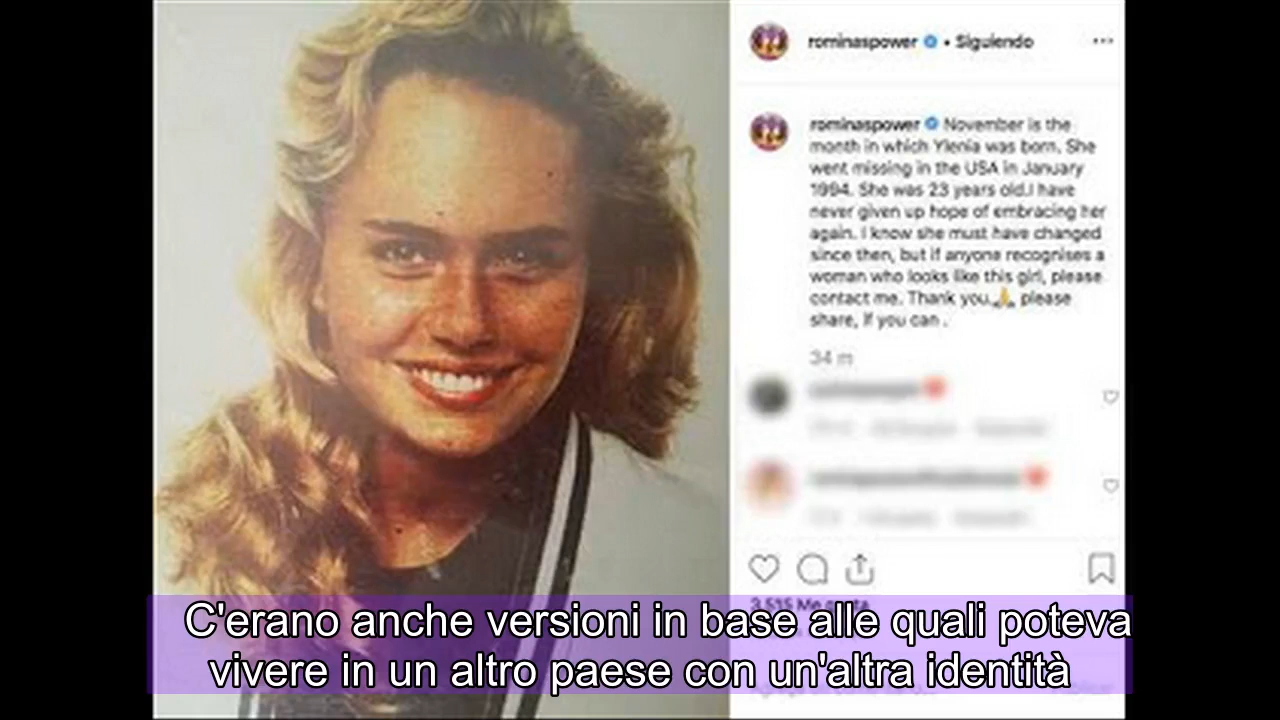 rominaspower • Siguiendo
rominaspower November is the
month in which Ylenia was born. She
went missing in the USA in January
1994. She was 23 years old.I have
never given up hope of embracing her
again. I know she must have changed
since then, but if anyone recognises a
woman who looks like this girl, please
contact me. Thank you.🙏 please
share, if you can .
34 m
3.515 Me gusta
C'erano anche versioni in base alle quali poteva
vivere in un altro paese con un'altra identità